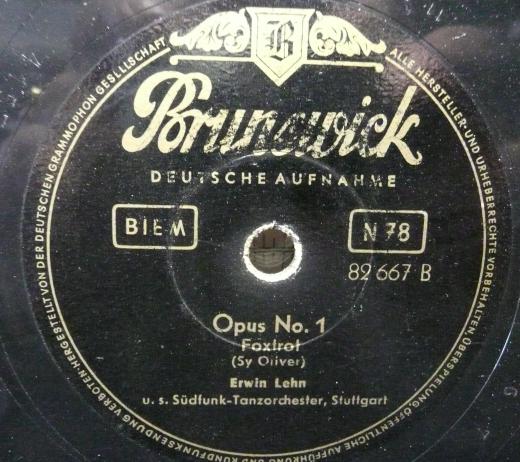 B
Brunswick
DEUTSCHE AUFNAHME
BIEM
N 78
82 667 B
Opus No. 1
Foxtrot
(Sy Oliver)
Erwin Lehn
u. s. Südfunk-Tanzorchester, Stuttgart
HERGESTELLT VON DER DEUTSCHEN GRAMMOPHON GESELLSCHAFT
ALLE HERSTELLER- UND URHEBERRECHTE VORBEHALTEN, ÜBERSPIELUNG, ÖFFENTLICHE AUFFÜHRUNG UND RUNDFUNKSENDUNG VERBOTEN